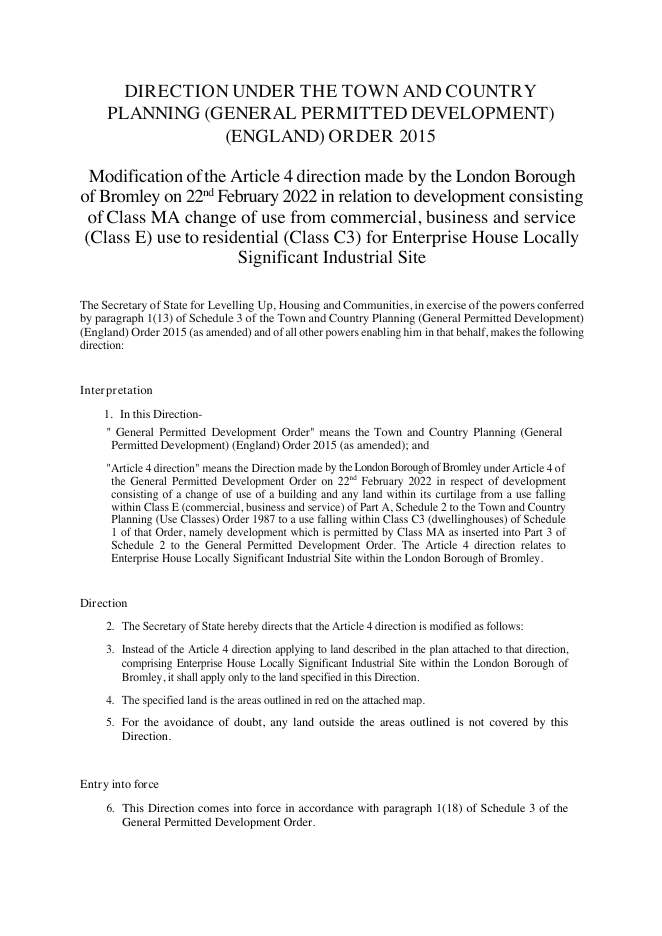 DIRECTION UNDER THE TOWN AND COUNTRY
PLANNING (GENERAL PERMITTED DEVELOPMENT)
(ENGLAND) ORDER 2015
Modification of the Article 4 direction made by the London Borough
of Bromley on 22nd February 2022 in relation to development consisting
of Class MA change of use from commercial, business and service
(Class E) use to residential (Class C3) for Enterprise House Locally
Significant Industrial Site
The Secretary of State for Levelling Up, Housing and Communities, in exercise of the powers conferred
by paragraph 1(13) of Schedule 3 of the Town and Country Planning (General Permitted Development)
(England) Order 2015 (as amended) and of all other powers enabling him in that behalf, makes the following
direction:
Interpretation
1. In this Direction-
" General Permitted Development Order" means the Town and Country Planning (General
Permitted Development) (England) Order 2015 (as amended); and
"Article 4 direction" means the Direction made by the London Borough of Bromley under Article 4 of
the General Permitted Development Order on 22nd February 2022 in respect of development
consisting of a change of use of a building and any land within its curtilage from a use falling
within Class E (commercial, business and service) of Part A, Schedule 2 to the Town and Country
Planning (Use Classes) Order 1987 to a use falling within Class C3 (dwellinghouses) of Schedule
1 of that Order, namely development which is permitted by Class MA as inserted into Part 3 of
Schedule 2 to the General Permitted Development Order. The Article 4 direction relates to
Enterprise House Locally Significant Industrial Site within the London Borough of Bromley.
Direction
2. The Secretary of State hereby directs that the Article 4 direction is modified as follows:
3. Instead of the Article 4 direction applying to land described in the plan attached to that direction,
comprising Enterprise House Locally Significant Industrial Site within the London Borough of
Bromley, it shall apply only to the land specified in this Direction.
4. The specified land is the areas outlined in red on the attached map.
5. For the avoidance of doubt, any land outside the areas outlined is not covered by this
Direction.
Entry into force
6. This Direction comes into force in accordance with paragraph 1(18) of Schedule 3 of the
General Permitted Development Order.